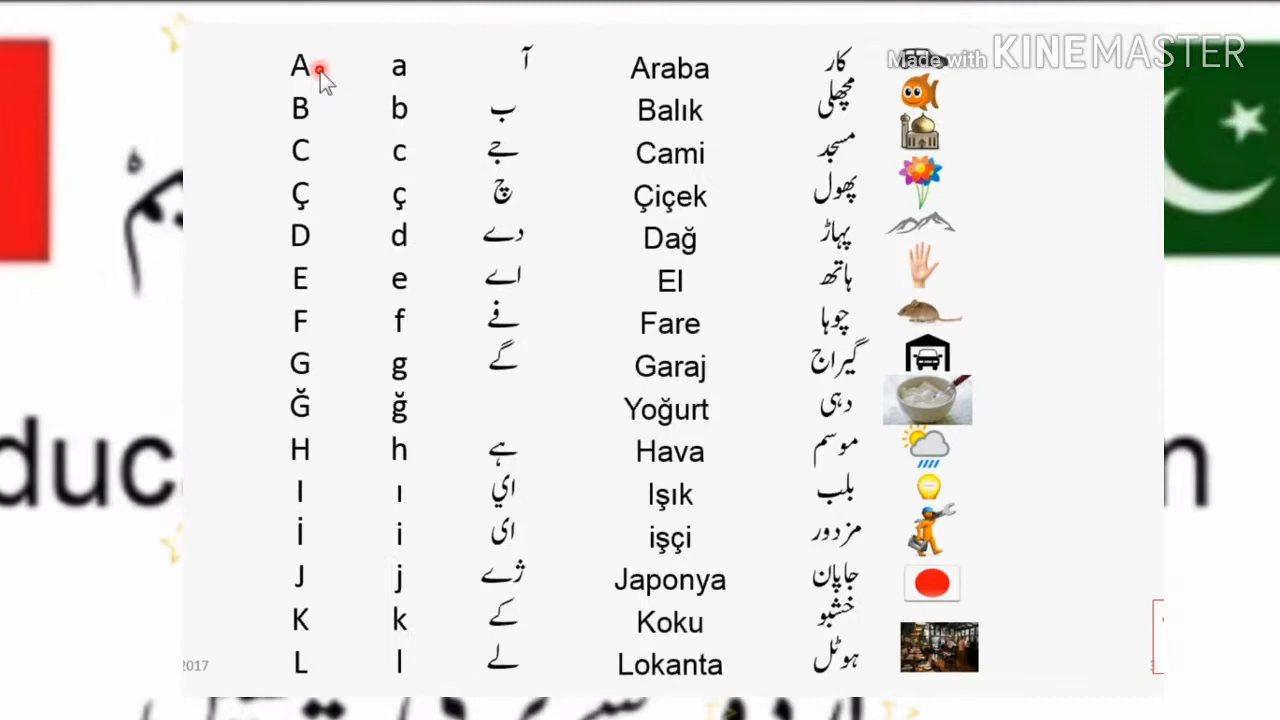 Made with KINEMASTER
A a آ Araba کار
B b ب Balık مچھلی
C c جے Cami مسجد
Ç ç چ Çiçek پھول
D d دے Dağ پہاڑ
E e اے El ہاتھ
F f فے Fare چوہا
G g گے Garaj گیراج
Ğ ğ Yoğurt دہی
H h ہے Hava موسم
I ı اي Işık بلب
İ i ای işçi مزدور
J j ژے Japonya جاپان
K k کے Koku خشبو
L l لے Lokanta ہوٹل
2017